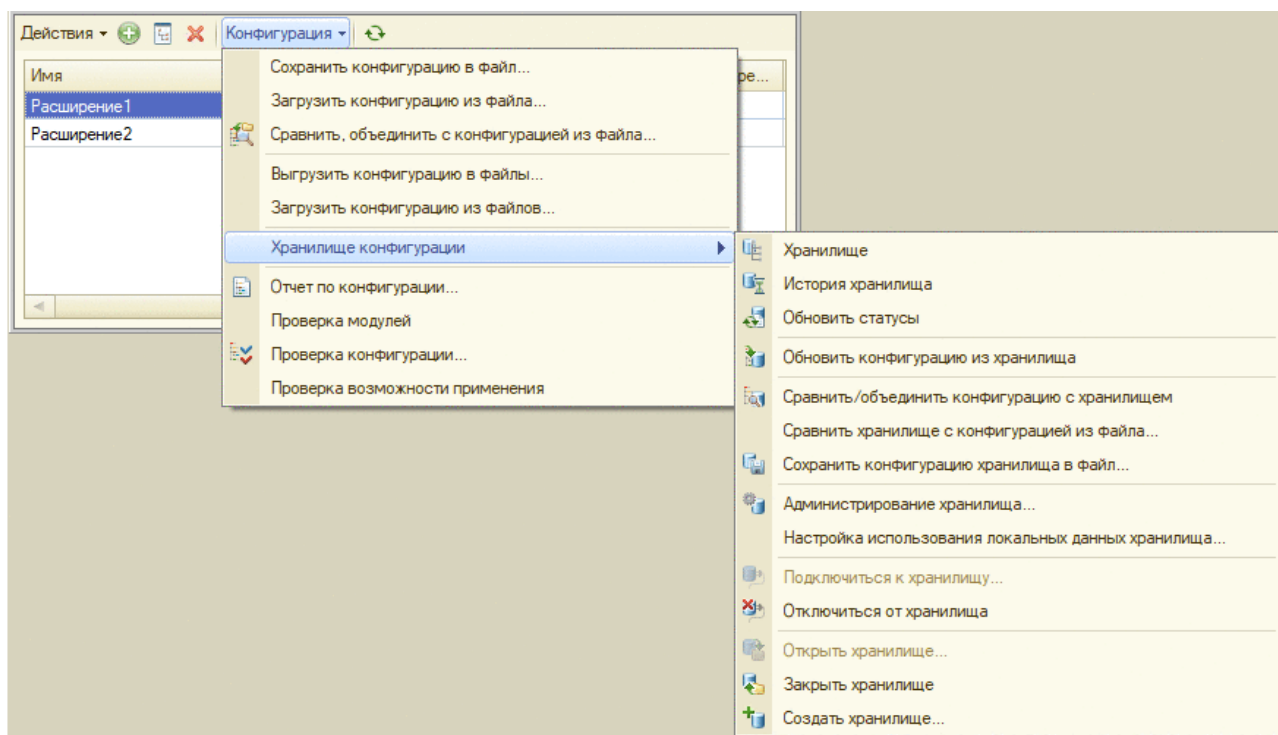 Действия Конфигурация
Имя ре...
Расширение1
Расширение2
Сохранить конфигурацию в файл...
Загрузить конфигурацию из файла...
Сравнить, объединить с конфигурацией из файла...
Выгрузить конфигурацию в файлы...
Загрузить конфигурацию из файлов...
Хранилище конфигурации
Отчет по конфигурации...
Проверка модулей
Проверка конфигурации...
Проверка возможности применения
Хранилище
История хранилища
Обновить статусы
Обновить конфигурацию из хранилища
Сравнить/объединить конфигурацию с хранилищем
Сравнить хранилище с конфигурацией из файла...
Сохранить конфигурацию хранилища в файл...
Администрирование хранилища...
Настройка использования локальных данных хранилища...
Подключиться к хранилищу...
Отключиться от хранилища
Открыть хранилище...
Закрыть хранилище
Создать хранилище...